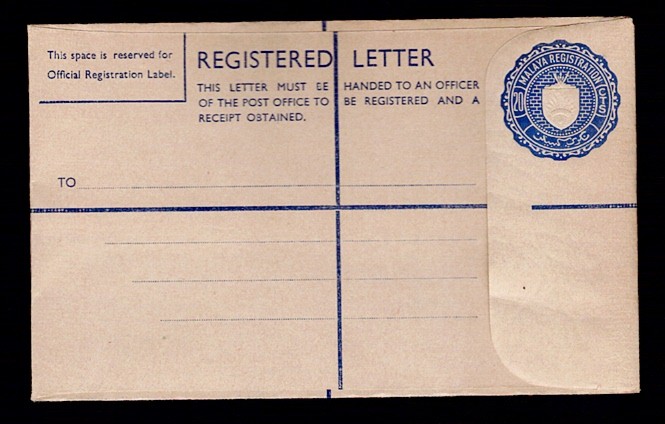 This space is reserved for
Official Registration Label.
REGISTERED LETTER
THIS LETTER MUST BE HANDED TO AN OFFICER
OF THE POST OFFICE TO BE REGISTERED AND A
RECEIPT OBTAINED.
TO
MALAYA REGISTRATION